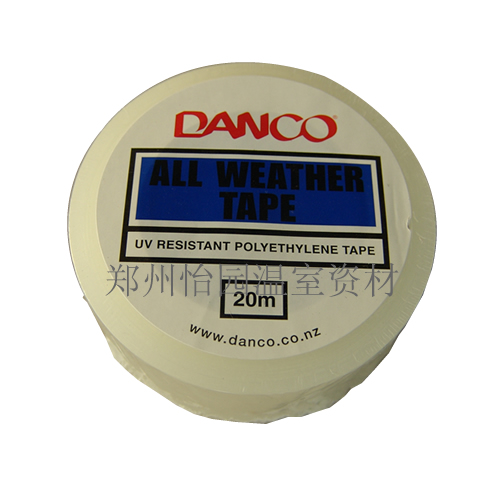 DANCO
ALL WEATHER
TAPE
UV RESISTANT POLYETHYLENE TAPE
郑州怡园温室资材
20m
www.danco.co.nz